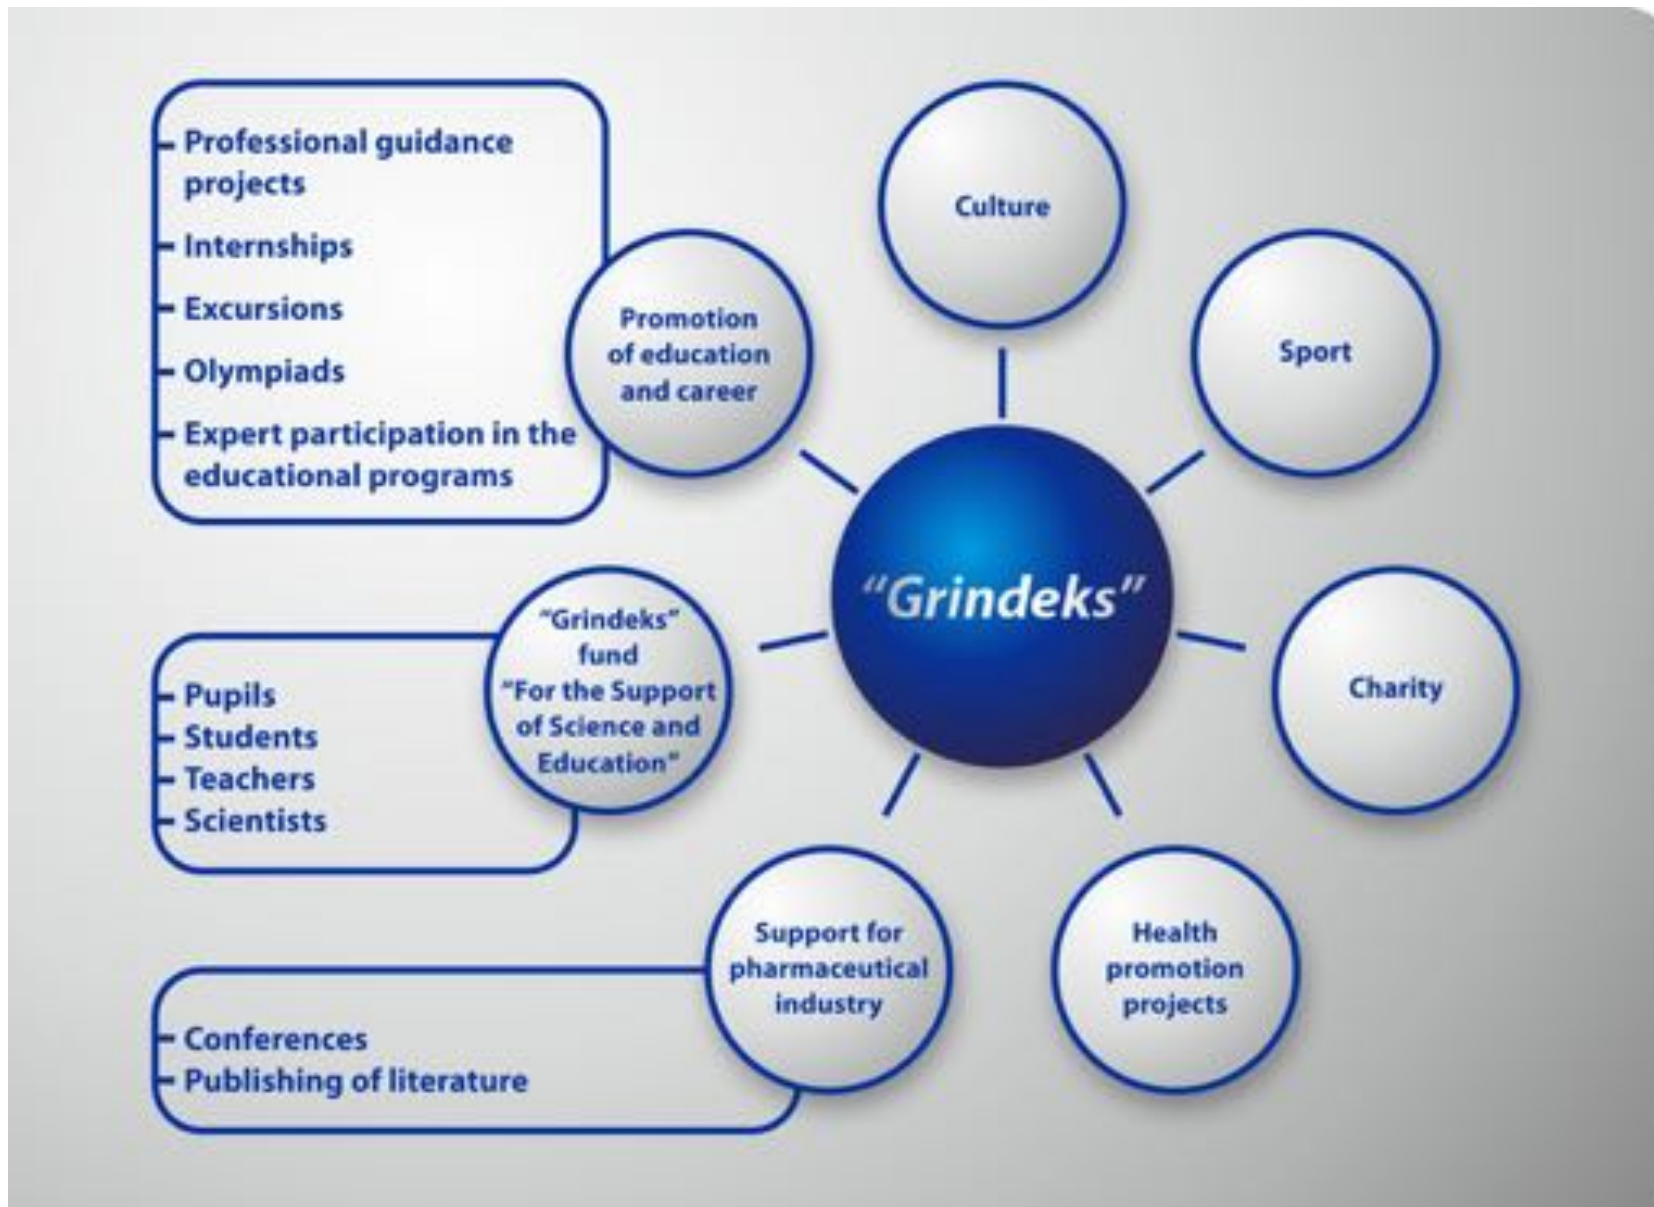 Professional guidance
projects
Internships
Excursions
Olympiads
Expert participation in the
educational programs
Promotion
of education
and career
Culture
Sport
"Grindeks"
Pupils
Students
Teachers
Scientists
"Grindeks"
fund
"For the Support
of Science and
Education"
Charity
Conferences
Publishing of literature
Support for
pharmaceutical
industry
Health
promotion
projects